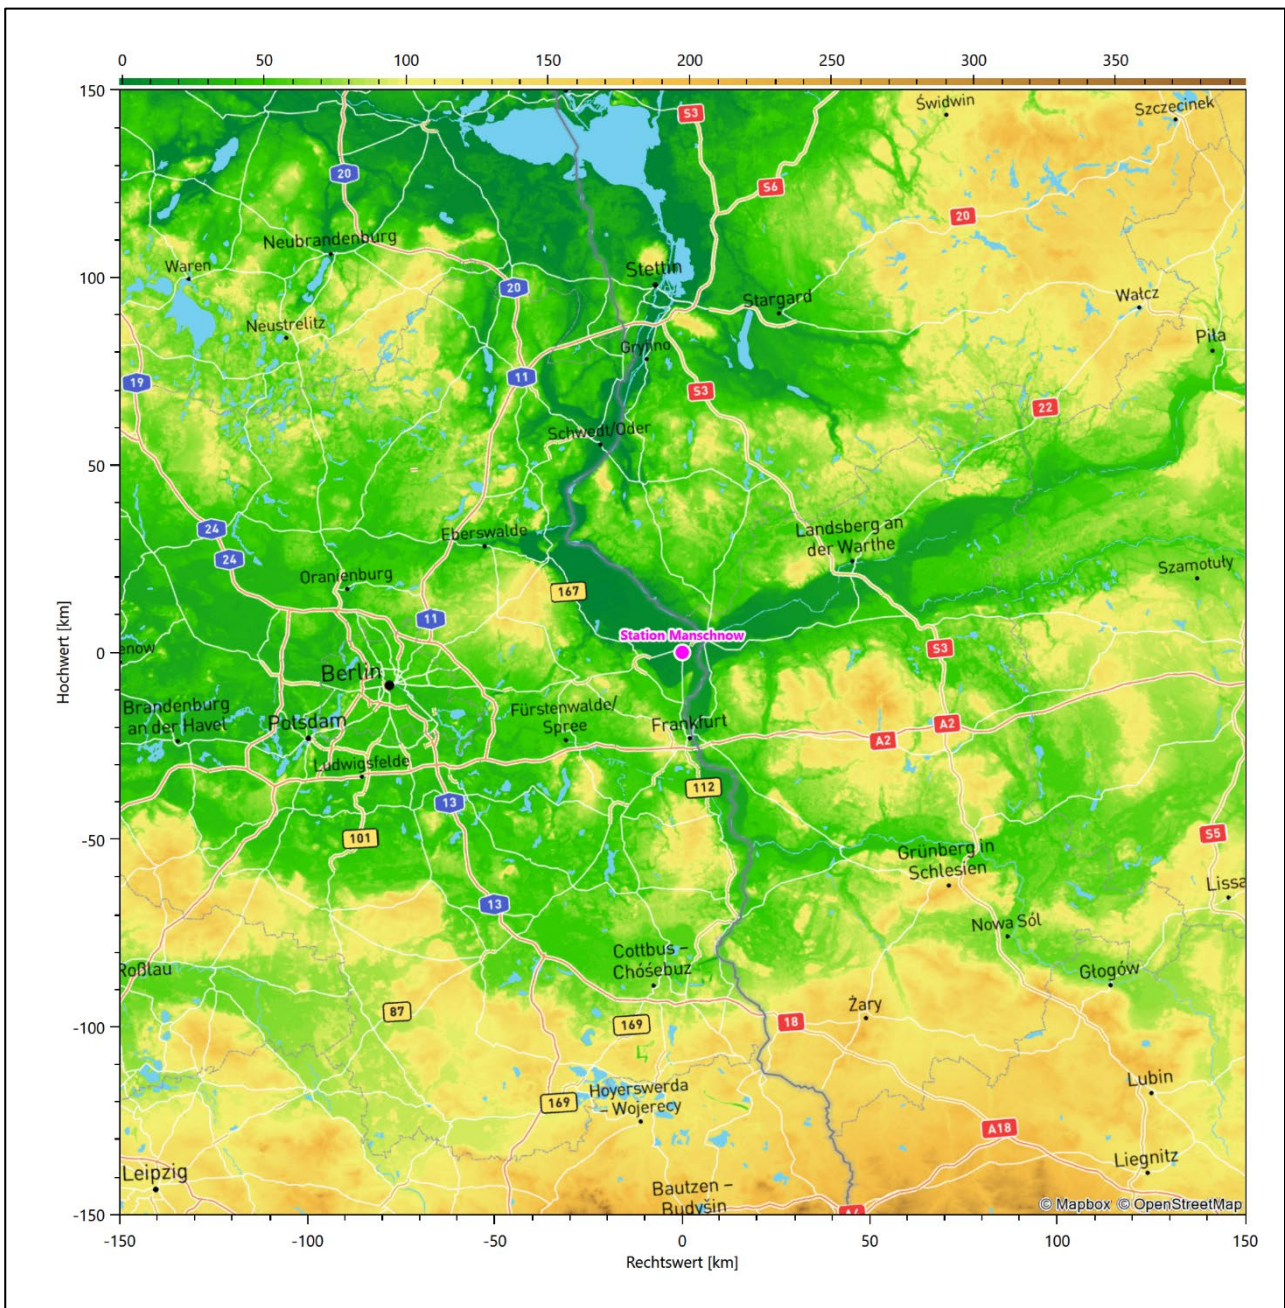 0 50 100 150 200 250 300 350
150
100
50
0
-50
-100
-150
Hochwert [km]
Świdwin
Szczecinek
S3
20
S6
20
Neubrandenburg
Waren
Stettin
20
Stargard
Wałcz
Neustrelitz
Piła
Gryfino
19
11
S3
22
Schwedt/Oder
24
Eberswalde
Landsberg an
der Warthe
24
Oranienburg
167
Szamotuły
11
Station Manschnow
S3
enow
Berlin
Brandenburg
an der Havel
Potsdam
Fürstenwalde/
Spree
Frankfurt
A2
A2
Ludwigsfelde
112
13
101
S5
Grünberg in
Schlesien
Lissa
13
Nowa Sól
Cottbus –
Chóśebuz
Roßlau
Głogów
87
169
18
Żary
Hoyerswerda
– Wojerecy
169
Lubin
A18
Leipzig
Liegnitz
Bautzen –
Budyšin
A4
© Mapbox © OpenStreetMap
-150 -100 -50 0 50 100 150
Rechtswert [km]